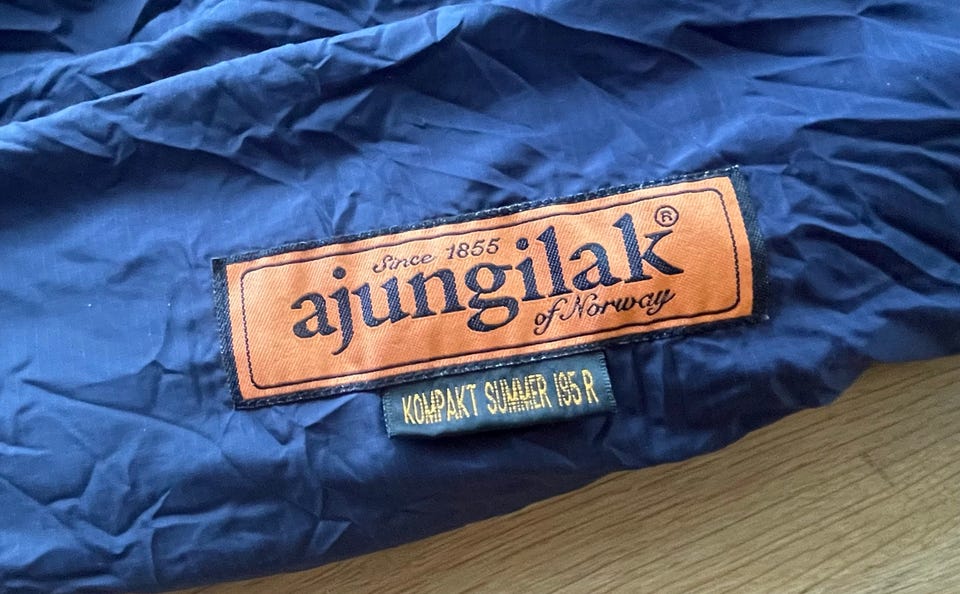 Since 1855
ajungilak®
of Norway
KOMPAKT SUMMER 195 R